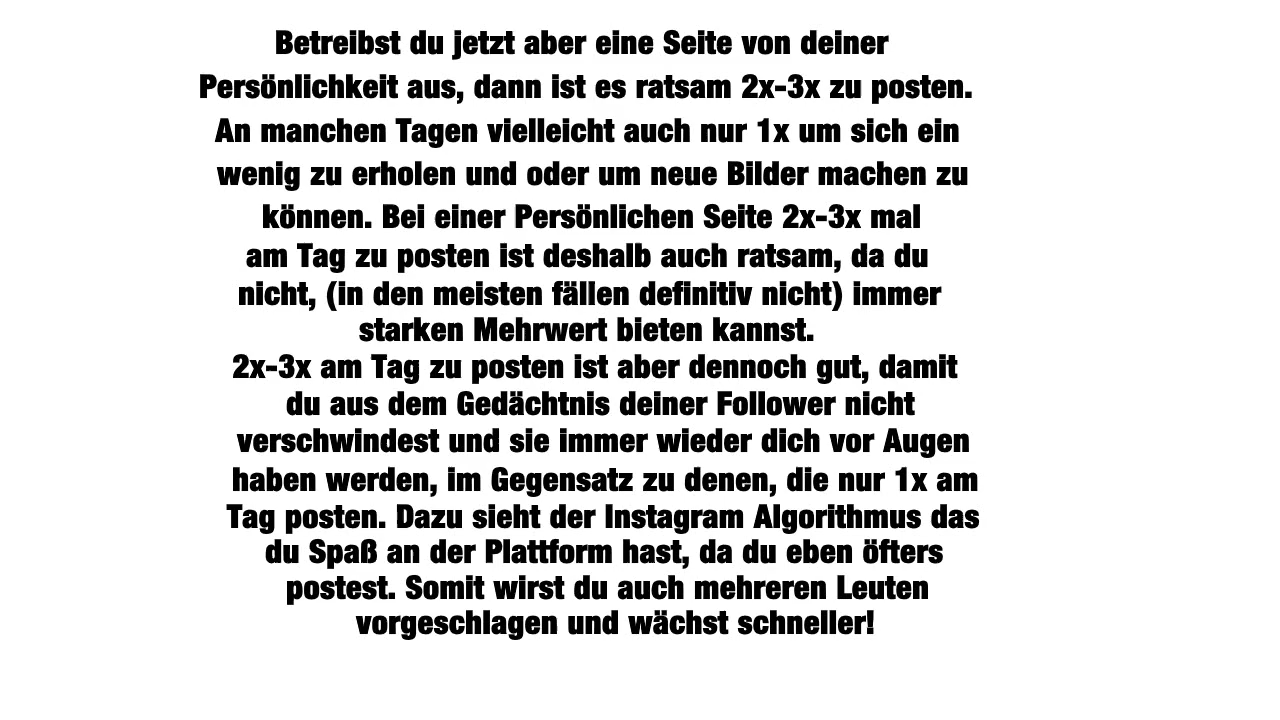 Betreibst du jetzt aber eine Seite von deiner
Persönlichkeit aus, dann ist es ratsam 2x-3x zu posten.
An manchen Tagen vielleicht auch nur 1x um sich ein
wenig zu erholen und oder um neue Bilder machen zu
können. Bei einer Persönlichen Seite 2x-3x mal
am Tag zu posten ist deshalb auch ratsam, da du
nicht, (in den meisten fällen definitiv nicht) immer
starken Mehrwert bieten kannst.
2x-3x am Tag zu posten ist aber dennoch gut, damit
du aus dem Gedächtnis deiner Follower nicht
verschwindest und sie immer wieder dich vor Augen
haben werden, im Gegensatz zu denen, die nur 1x am
Tag posten. Dazu sieht der Instagram Algorithmus das
du Spaß an der Plattform hast, da du eben öfters
postest. Somit wirst du auch mehreren Leuten
vorgeschlagen und wächst schneller!